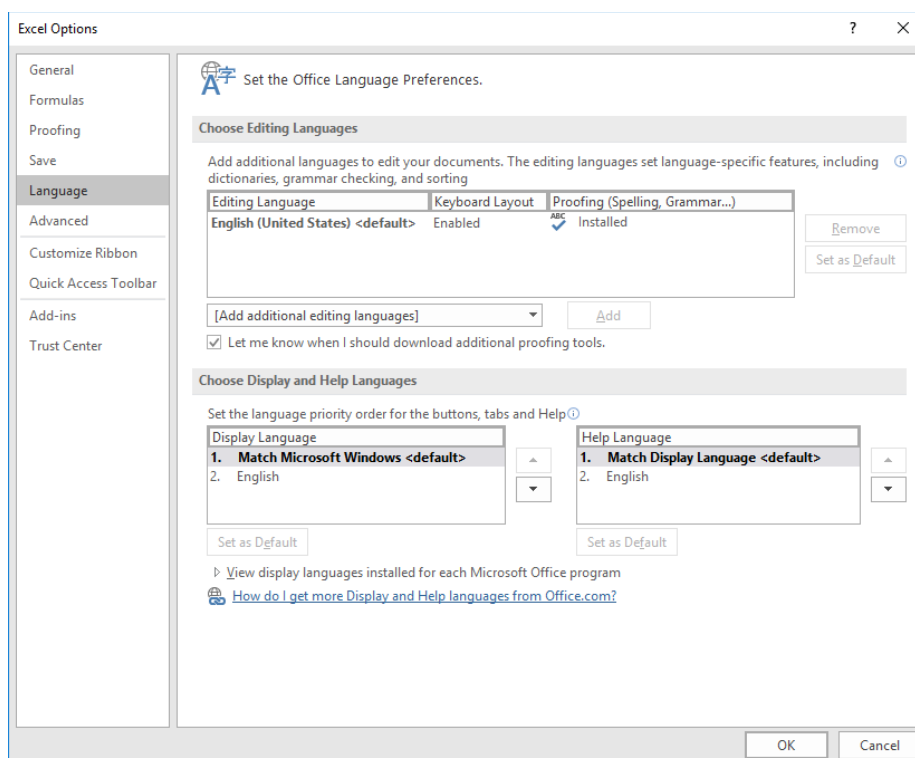 Excel Options
?
General
Formulas
Proofing
Save
Language
Advanced
Customize Ribbon
Quick Access Toolbar
Add-ins
Trust Center
A字 Set the Office Language Preferences.
Choose Editing Languages
Add additional languages to edit your documents. The editing languages set language-specific features, including
dictionaries, grammar checking, and sorting
Editing Language Keyboard Layout Proofing (Spelling, Grammar...)
English (United States) <default> Enabled ABC Installed
Remove
Set as Default
[Add additional editing languages] Add
Let me know when I should download additional proofing tools.
Choose Display and Help Languages
Set the language priority order for the buttons, tabs and Help
Display Language
1. Match Microsoft Windows <default>
2. English
Set as Default
Help Language
1. Match Display Language <default>
2. English
Set as Default
View display languages installed for each Microsoft Office program
How do I get more Display and Help languages from Office.com?
OK Cancel